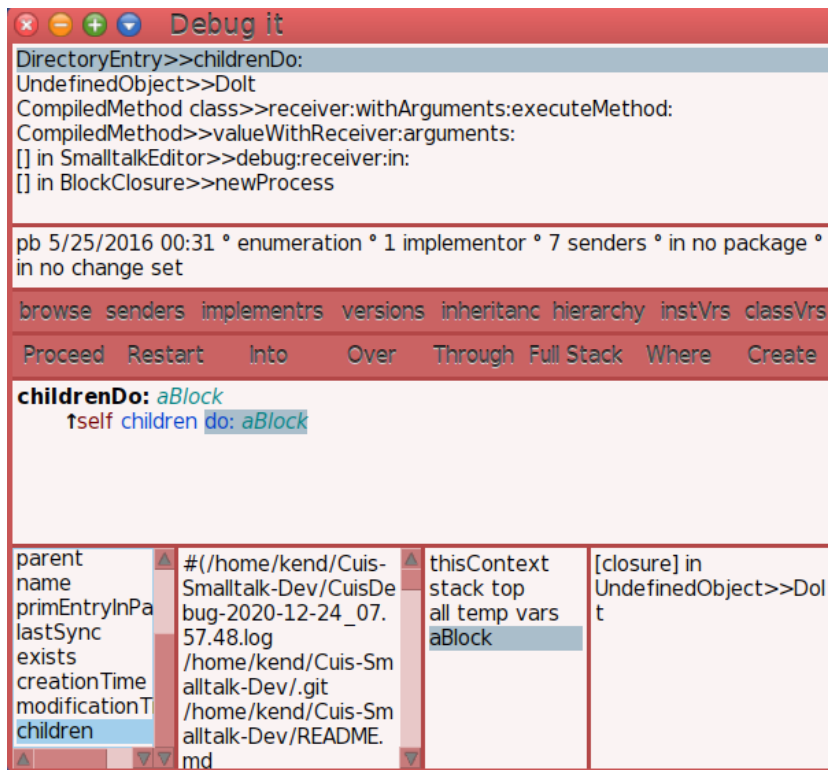 Debug it
DirectoryEntry>>childrenDo:
UndefinedObject>>DoIt
CompiledMethod class>>receiver:withArguments:executeMethod:
CompiledMethod>>valueWithReceiver:arguments:
[] in SmalltalkEditor>>debug:receiver:in:
[] in BlockClosure>>newProcess
pb 5/25/2016 00:31 ° enumeration ° 1 implementor ° 7 senders ° in no package °
in no change set
browse senders implementrs versions inheritanc hierarchy instVrs classVrs
Proceed Restart Into Over Through Full Stack Where Create
childrenDo: aBlock
↑self children do: aBlock
parent
name
primEntryInPa
lastSync
exists
creationTime
modificationTi
children
#(/home/kend/Cuis-
Smalltalk-Dev/CuisDe
bug-2020-12-24_07.
57.48.log
/home/kend/Cuis-Sm
alltalk-Dev/.git
/home/kend/Cuis-Sm
alltalk-Dev/README.
md
thisContext
stack top
all temp vars
aBlock
[closure] in
UndefinedObject>>DoI
t